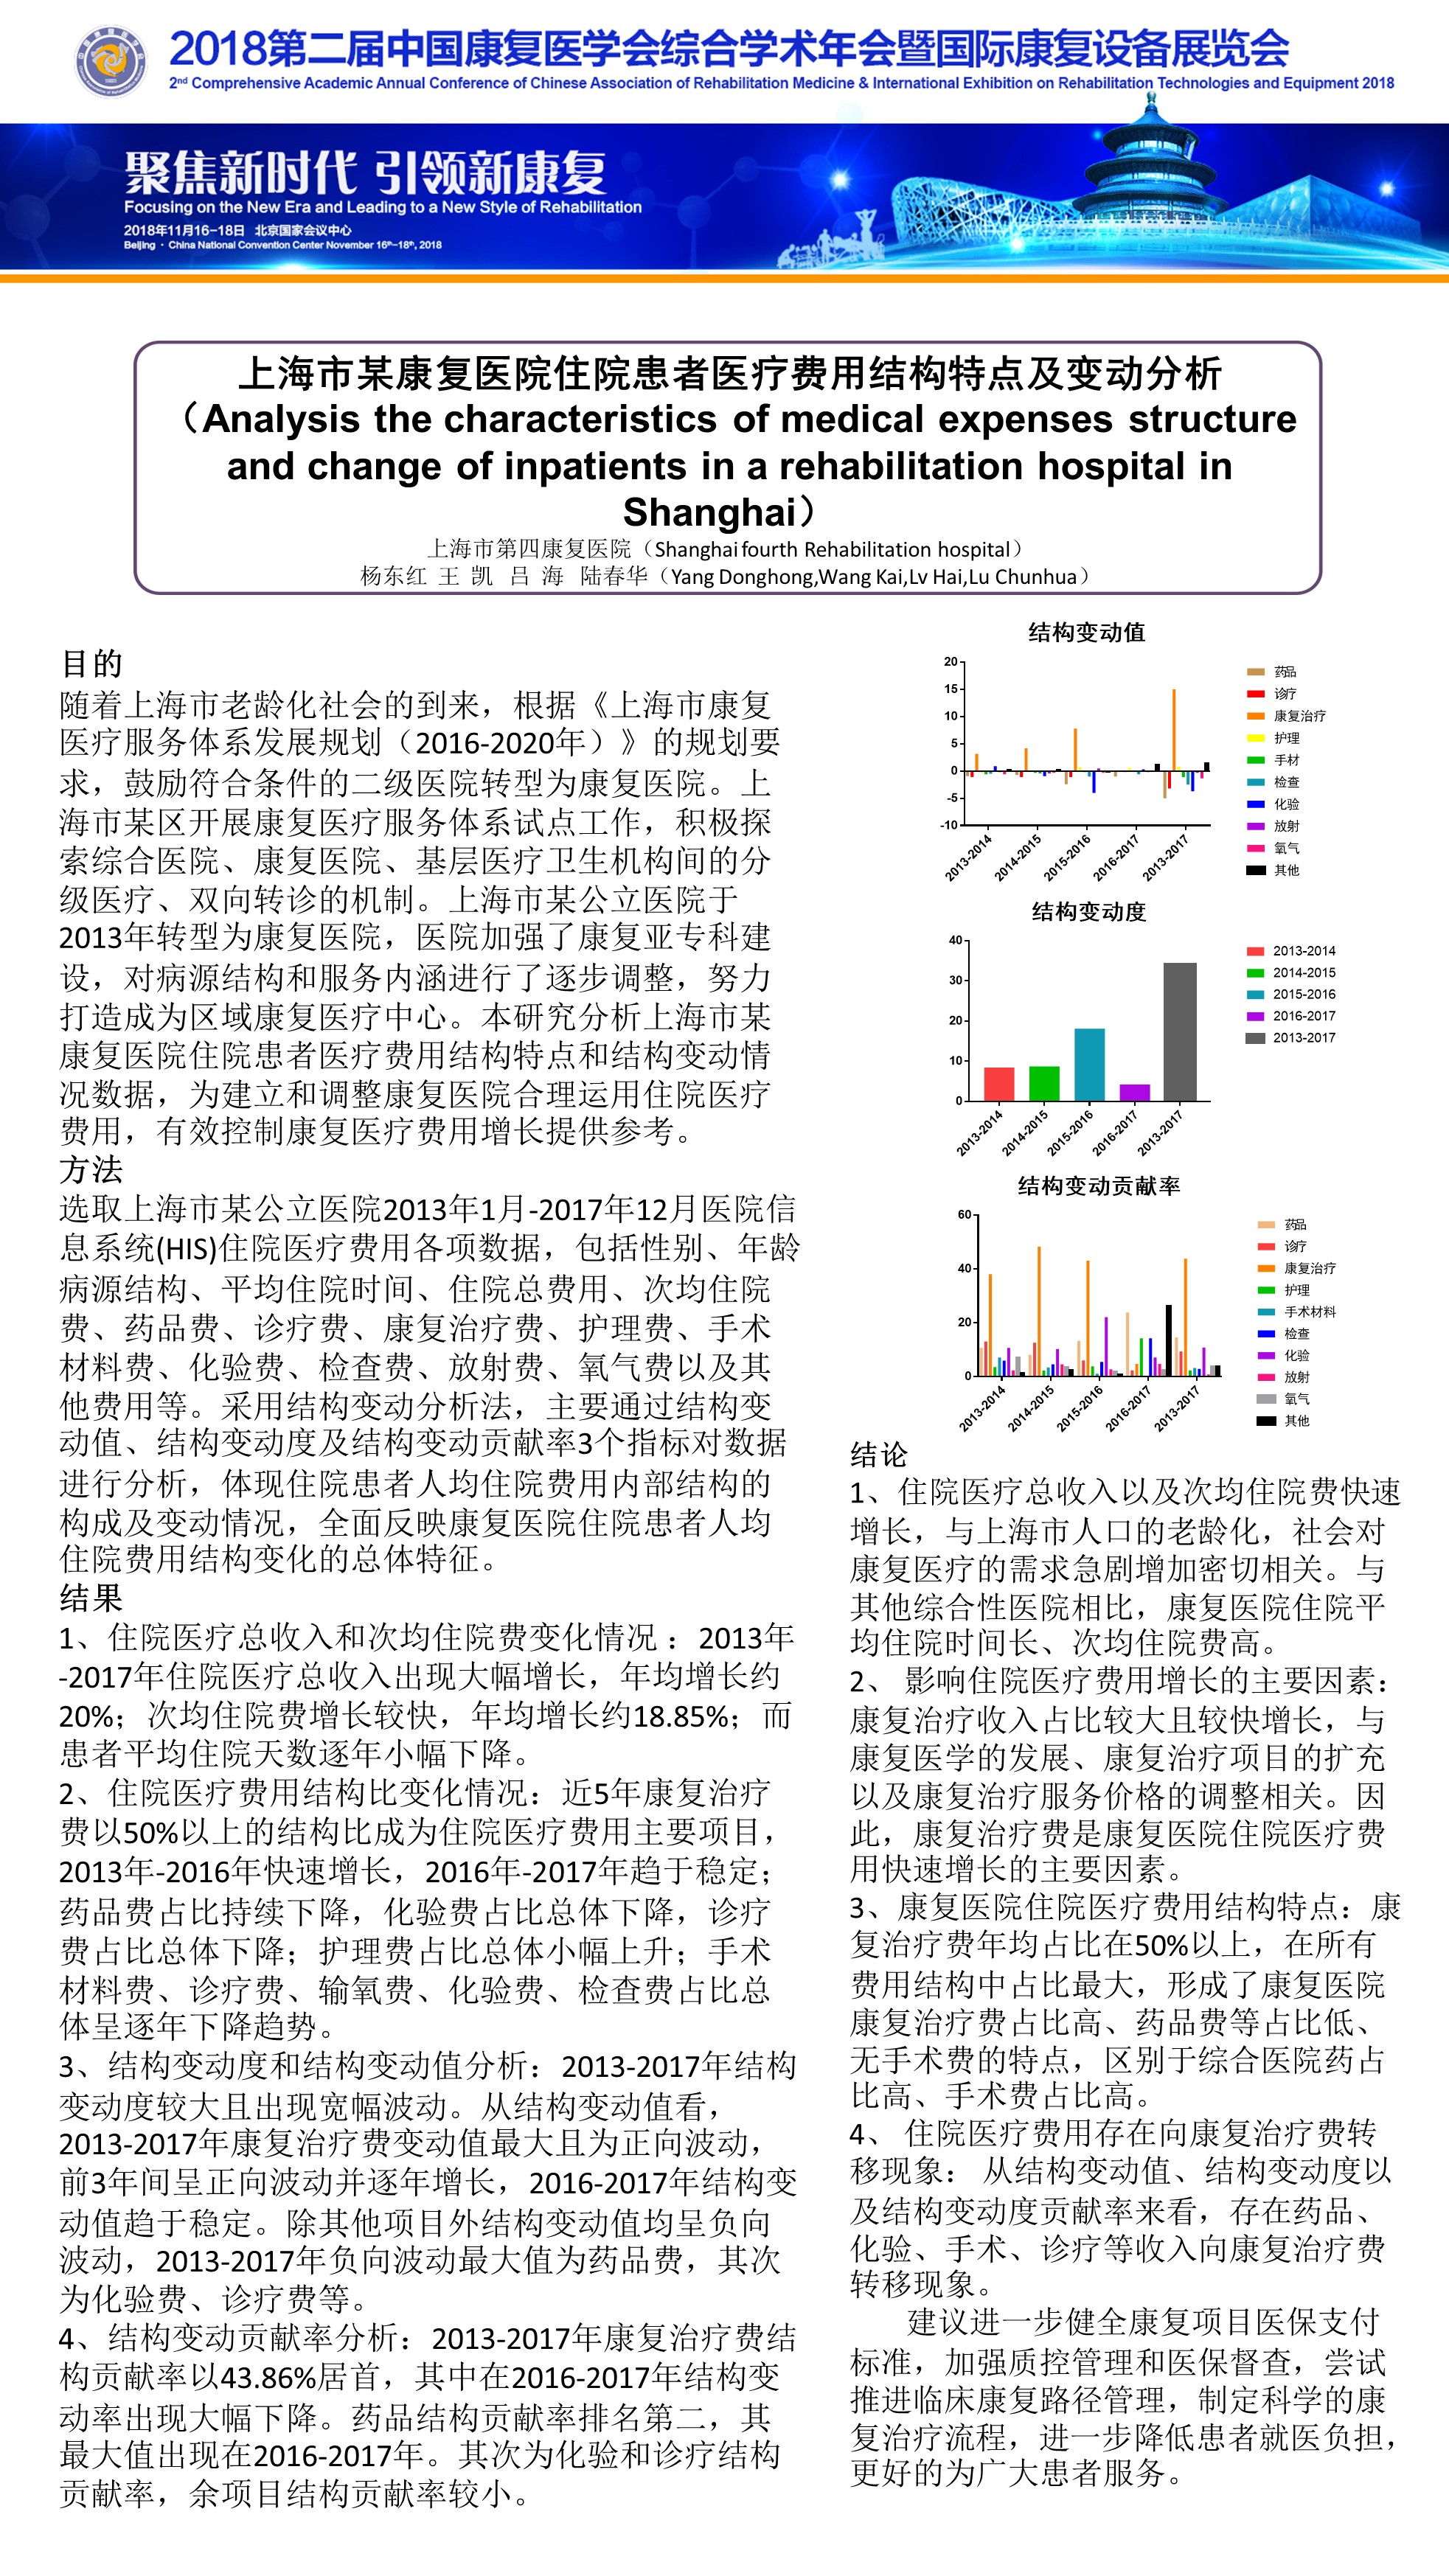 2018第二届中国康复医学会综合学术年会暨国际康复设备展览会
2nd Comprehensive Academic Annual Conference of Chinese Association of Rehabilitation Medicine & International Exhibition on Rehabilitation Technologies and Equipment 2018
聚焦新时代 引领新康复
Focusing on the New Era and Leading to a New Style of Rehabilitation
2018年11月16-18日 北京国家会议中心
Beijing · China National Convention Center November 16th-18th, 2018
上海市某康复医院住院患者医疗费用结构特点及变动分析
（Analysis the characteristics of medical expenses structure
and change of inpatients in a rehabilitation hospital in
Shanghai）
上海市第四康复医院（Shanghai fourth Rehabilitation hospital）
杨东红 王 凯 吕 海 陆春华（Yang Donghong,Wang Kai,Lv Hai,Lu Chunhua）
目的
随着上海市老龄化社会的到来，根据《上海市康复
医疗服务体系发展规划（2016-2020年）》的规划要
求，鼓励符合条件的二级医院转型为康复医院。上
海市某区开展康复医疗服务体系试点工作，积极探
索综合医院、康复医院、基层医疗卫生机构间的分
级医疗、双向转诊的机制。上海市某公立医院于
2013年转型为康复医院，医院加强了康复亚专科建
设，对病源结构和服务内涵进行了逐步调整，努力
打造成为区域康复医疗中心。本研究分析上海市某
康复医院住院患者医疗费用结构特点和结构变动情
况数据，为建立和调整康复医院合理运用住院医疗
费用，有效控制康复医疗费用增长提供参考。
方法
选取上海市某公立医院2013年1月-2017年12月医院信
息系统(HIS)住院医疗费用各项数据，包括性别、年龄
病源结构、平均住院时间、住院总费用、次均住院
费、药品费、诊疗费、康复治疗费、护理费、手术
材料费、化验费、检查费、放射费、氧气费以及其
他费用等。采用结构变动分析法，主要通过结构变
动值、结构变动度及结构变动贡献率3个指标对数据
进行分析，体现住院患者人均住院费用内部结构的
构成及变动情况，全面反映康复医院住院患者人均
住院费用结构变化的总体特征。
结果
1、住院医疗总收入和次均住院费变化情况：2013年
-2017年住院医疗总收入出现大幅增长，年均增长约
20%；次均住院费增长较快，年均增长约18.85%；而
患者平均住院天数逐年小幅下降。
2、住院医疗费用结构比变化情况：近5年康复治疗
费以50%以上的结构比成为住院医疗费用主要项目，
2013年-2016年快速增长，2016年-2017年趋于稳定；
药品费占比持续下降，化验费占比总体下降，诊疗
费占比总体下降；护理费占比总体小幅上升；手术
材料费、诊疗费、输氧费、化验费、检查费占比总
体呈逐年下降趋势。
3、结构变动度和结构变动值分析：2013-2017年结构
变动度较大且出现宽幅波动。从结构变动值看，
2013-2017年康复治疗费变动值最大且为正向波动，
前3年间呈正向波动并逐年增长，2016-2017年结构变
动值趋于稳定。除其他项目外结构变动值均呈负向
波动，2013-2017年负向波动最大值为药品费，其次
为化验费、诊疗费等。
4、结构变动贡献率分析：2013-2017年康复治疗费结
构贡献率以43.86%居首，其中在2016-2017年结构变
动率出现大幅下降。药品结构贡献率排名第二，其
最大值出现在2016-2017年。其次为化验和诊疗结构
贡献率，余项目结构贡献率较小。
结构变动值
20
15
10
5
0
-5
-10
2013-2014
2014-2015
2015-2016
2016-2017
2013-2017
药品
诊疗
康复治疗
护理
手材
检查
化验
放射
氧气
其他
结构变动度
40
30
20
10
0
2013-2014
2014-2015
2015-2016
2016-2017
2013-2017
2013-2014
2014-2015
2015-2016
2016-2017
2013-2017
结构变动贡献率
60
40
20
0
2013-2014
2014-2015
2015-2016
2016-2017
2013-2017
药品
诊疗
康复治疗
护理
手术材料
检查
化验
放射
氧气
其他
结论
1、住院医疗总收入以及次均住院费快速
增长，与上海市人口的老龄化，社会对
康复医疗的需求急剧增加密切相关。与
其他综合性医院相比，康复医院住院平
均住院时间长、次均住院费高。
2、 影响住院医疗费用增长的主要因素：
康复治疗收入占比较大且较快增长，与
康复医学的发展、康复治疗项目的扩充
以及康复治疗服务价格的调整相关。因
此，康复治疗费是康复医院住院医疗费
用快速增长的主要因素。
3、康复医院住院医疗费用结构特点：康
复治疗费年均占比在50%以上，在所有
费用结构中占比最大，形成了康复医院
康复治疗费占比高、药品费等占比低、
无手术费的特点，区别于综合医院药占
比高、手术费占比高。
4、 住院医疗费用存在向康复治疗费转
移现象： 从结构变动值、结构变动度以
及结构变动度贡献率来看，存在药品、
化验、手术、诊疗等收入向康复治疗费
转移现象。
建议进一步健全康复项目医保支付
标准，加强质控管理和医保督查，尝试
推进临床康复路径管理，制定科学的康
复治疗流程，进一步降低患者就医负担，
更好的为广大患者服务。